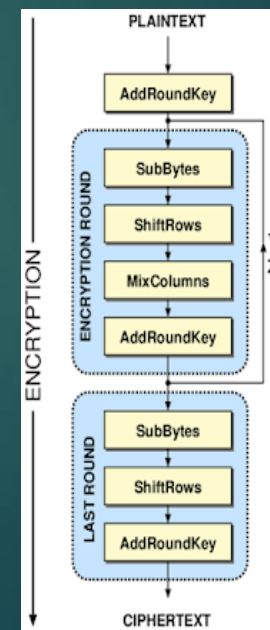 PLAINTEXT
AddRoundKey
ENCRYPTION ROUND
SubBytes
ShiftRows
MixColumns
AddRoundKey
ENCRYPTION
LAST ROUND
SubBytes
ShiftRows
AddRoundKey
CIPHERTEXT